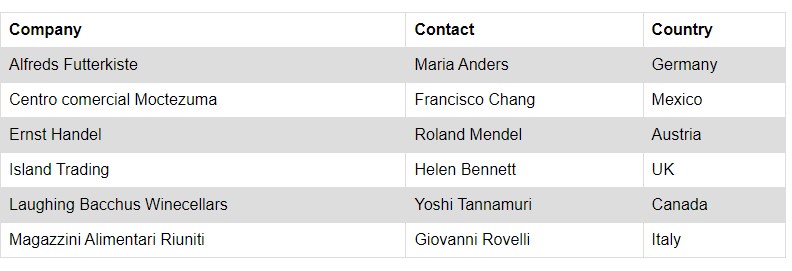 Company Contact Country
Alfreds Futterkiste Maria Anders Germany
Centro comercial Moctezuma Francisco Chang Mexico
Ernst Handel Roland Mendel Austria
Island Trading Helen Bennett UK
Laughing Bacchus Winecellars Yoshi Tannamuri Canada
Magazzini Alimentari Riuniti Giovanni Rovelli Italy